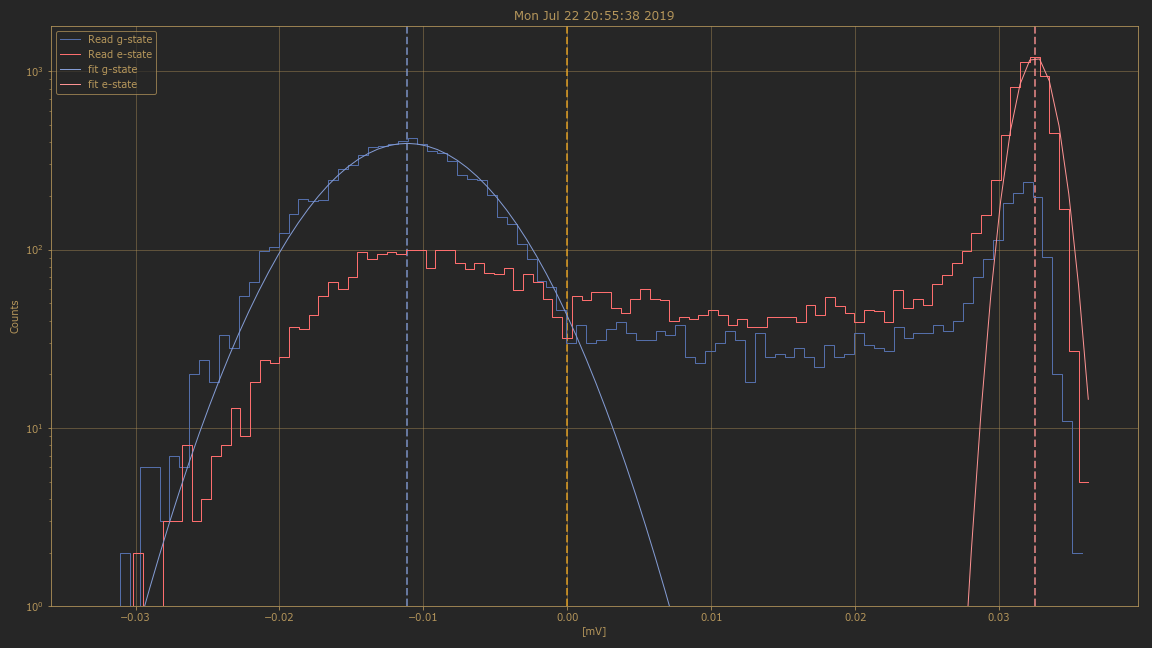 Mon Jul 22 20:55:38 2019
Read g-state
Read e-state
fit g-state
fit e-state
10³
10²
10¹
10⁰
Counts
−0.03
−0.02
−0.01
0.00
0.01
0.02
0.03
[mV]